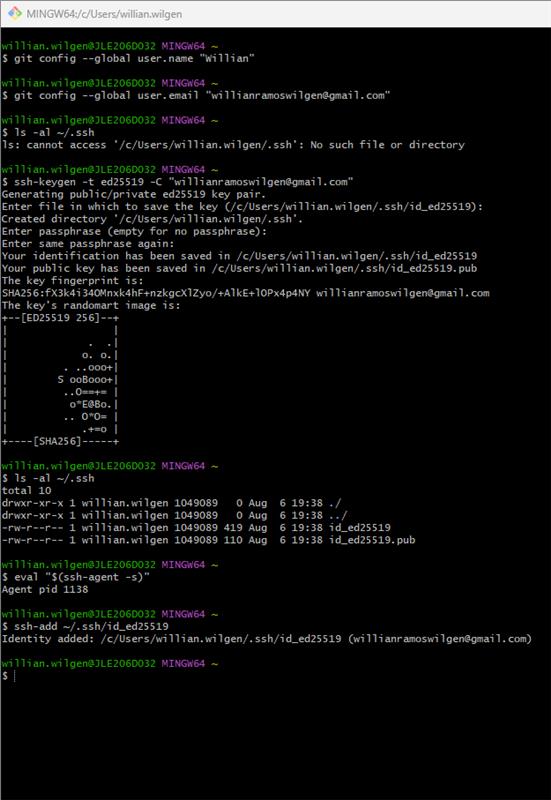 MINGW64:/c/Users/willian.wilgen
willian.wilgen@JLE206DO32 MINGW64 ~
$ git config --global user.name "Willian"
willian.wilgen@JLE206DO32 MINGW64 ~
$ git config --global user.email "willianramoswilgen@gmail.com"
willian.wilgen@JLE206DO32 MINGW64 ~
$ ls -al ~/.ssh
ls: cannot access '/c/Users/willian.wilgen/.ssh': No such file or directory
willian.wilgen@JLE206DO32 MINGW64 ~
$ ssh-keygen -t ed25519 -C "willianramoswilgen@gmail.com"
Generating public/private ed25519 key pair.
Enter file in which to save the key (/c/Users/willian.wilgen/.ssh/id_ed25519):
Created directory '/c/Users/willian.wilgen/.ssh'.
Enter passphrase (empty for no passphrase):
Enter same passphrase again:
Your identification has been saved in /c/Users/willian.wilgen/.ssh/id_ed25519
Your public key has been saved in /c/Users/willian.wilgen/.ssh/id_ed25519.pub
The key fingerprint is:
SHA256:fX3k4i34OMnxk4hF+nzkgcXlZyo/+AlkE+lOPx4p4NY willianramoswilgen@gmail.com
The key's randomart image is:
+--[ED25519 256]--+
|                 |
|             .  .|
|            o. o.|
|         . ..ooo+|
|        S ooBooo+|
|         ..O==+= |
|          o*E@Bo.|
|         .. O*O= |
|            .+=o |
+----[SHA256]-----+
willian.wilgen@JLE206DO32 MINGW64 ~
$ ls -al ~/.ssh
total 10
drwxr-xr-x 1 willian.wilgen 1049089   0 Aug  6 19:38 ./
drwxr-xr-x 1 willian.wilgen 1049089   0 Aug  6 19:38 ../
-rw-r--r-- 1 willian.wilgen 1049089 419 Aug  6 19:38 id_ed25519
-rw-r--r-- 1 willian.wilgen 1049089 110 Aug  6 19:38 id_ed25519.pub
willian.wilgen@JLE206DO32 MINGW64 ~
$ eval "$(ssh-agent -s)"
Agent pid 1138
willian.wilgen@JLE206DO32 MINGW64 ~
$ ssh-add ~/.ssh/id_ed25519
Identity added: /c/Users/willian.wilgen/.ssh/id_ed25519 (willianramoswilgen@gmail.com)
willian.wilgen@JLE206DO32 MINGW64 ~
$